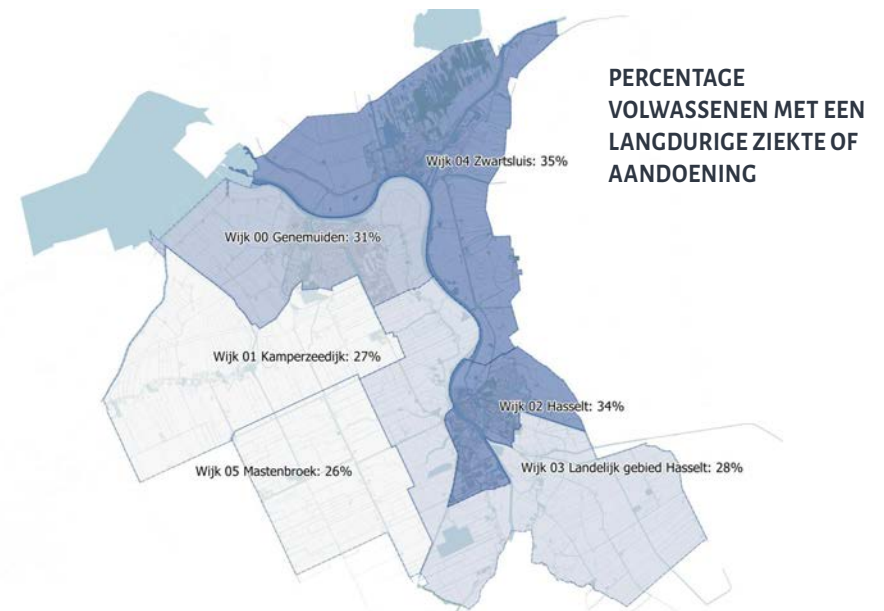 PERCENTAGE
VOLWASSENEN MET EEN
LANGDURIGE ZIEKTE OF
AANDOENING
Wijk 04 Zwartsluis: 35%
Wijk 00 Genemuiden: 31%
Wijk 01 Kamperzeedijk: 27%
Wijk 02 Hasselt: 34%
Wijk 05 Mastenbroek: 26%
Wijk 03 Landelijk gebied Hasselt: 28%